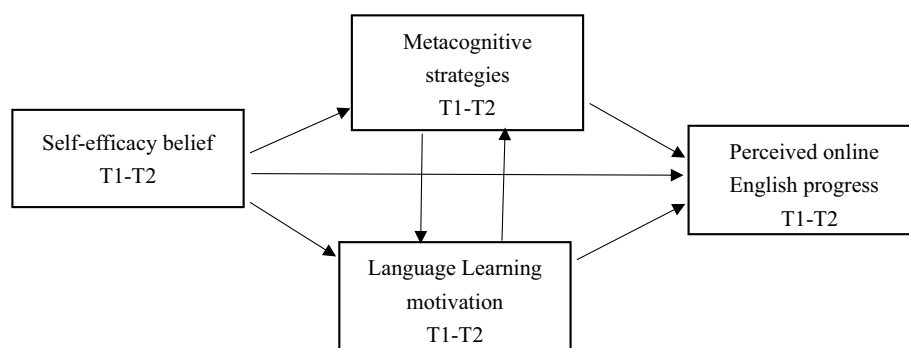 Metacognitive
strategies
T1-T2
Self-efficacy belief
T1-T2
Perceived online
English progress
T1-T2
Language Learning
motivation
T1-T2